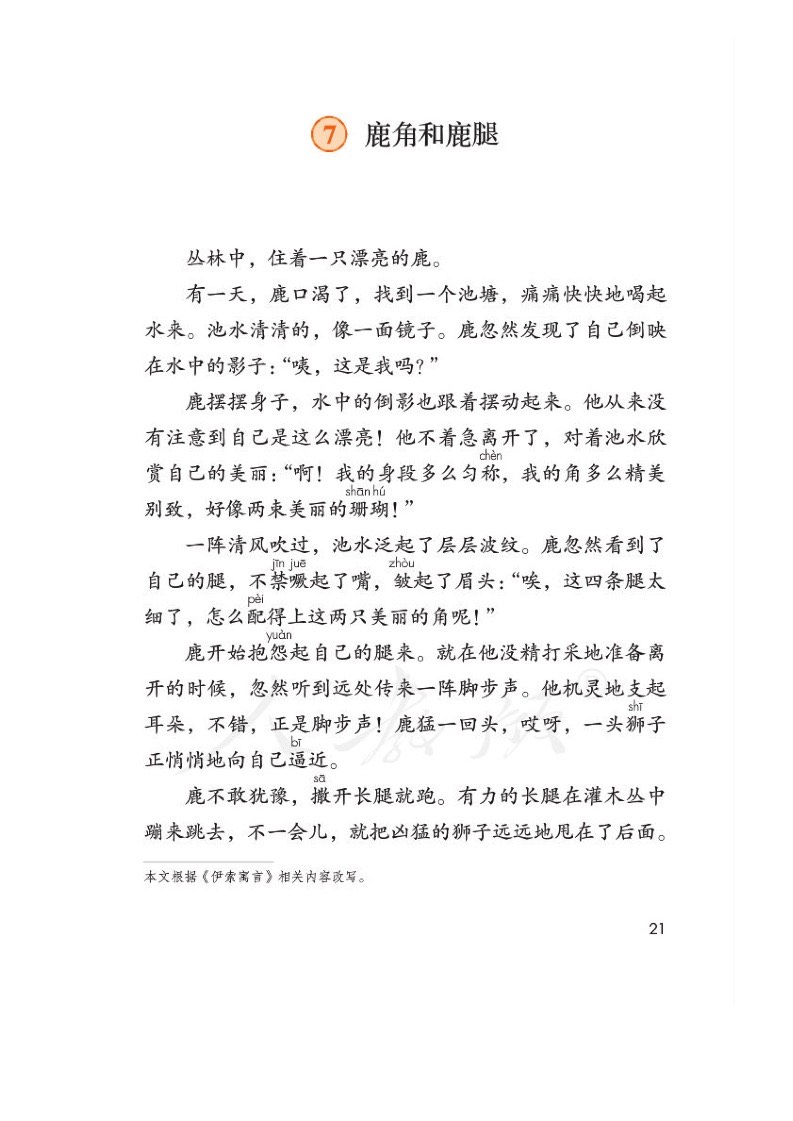 7 鹿角和鹿腿
丛林中，住着一只漂亮的鹿。
有一天，鹿口渴了，找到一个池塘，痛痛快快地喝起
水来。池水清清的，像一面镜子。鹿忽然发现了自己倒映
在水中的影子：“咦，这是我吗？”
鹿摆摆身子，水中的倒影也跟着摆动起来。他从来没
有注意到自己是这么漂亮！他不着急离开了，对着池水欣
chèn
赏自己的美丽：“啊！我的身段多么匀称，我的角多么精美
shān hú
别致，好像两束美丽的珊瑚！”
一阵清风吹过，池水泛起了层层波纹。鹿忽然看到了
jīn juē zhòu
自己的腿，不禁噘起了嘴，皱起了眉头：“唉，这四条腿太
pèi
细了，怎么配得上这两只美丽的角呢！”
yuàn
鹿开始抱怨起自己的腿来。就在他没精打采地准备离
开的时候，忽然听到远处传来一阵脚步声。他机灵地支起
shī
耳朵，不错，正是脚步声！鹿猛一回头，哎呀，一头狮子
bī
正悄悄地向自己逼近。
sā
鹿不敢犹豫，撒开长腿就跑。有力的长腿在灌木丛中
蹦来跳去，不一会儿，就把凶猛的狮子远远地甩在了后面。
本文根据《伊索寓言》相关内容改写。
21
人教领